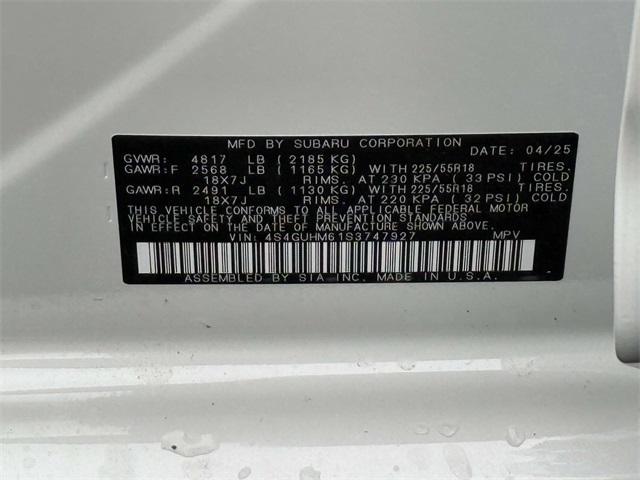 MFD BY SUBARU CORPORATION DATE: 04/25
GVWR: 4817 LB (2185 KG)
GAWR:F 2568 LB (1165 KG) WITH 225/55R18 TIRES.
18X7J RIMS. AT 230 KPA (33 PSI) COLD
GAWR:R 2491 LB (1130 KG) WITH 225/55R18 TIRES.
18X7J RIMS. AT 220 KPA (32 PSI) COLD
THIS VEHICLE CONFORMS TO ALL APPLICABLE FEDERAL MOTOR
VEHICLE SAFETY AND THEFT PREVENTION STANDARDS
IN EFFECT ON THE DATE OF MANUFACTURE SHOWN ABOVE.
VIN: 4S4GUHM61S3747927 MPV
ASSEMBLED BY SIA INC. MADE IN U.S.A.